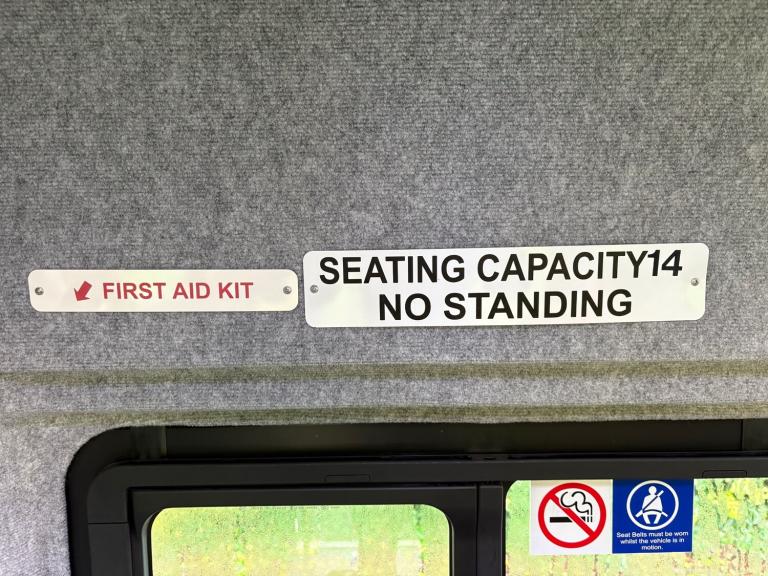 FIRST AID KIT
SEATING CAPACITY14
NO STANDING
Seat Belts must be worn
whilst the vehicle is in
motion.